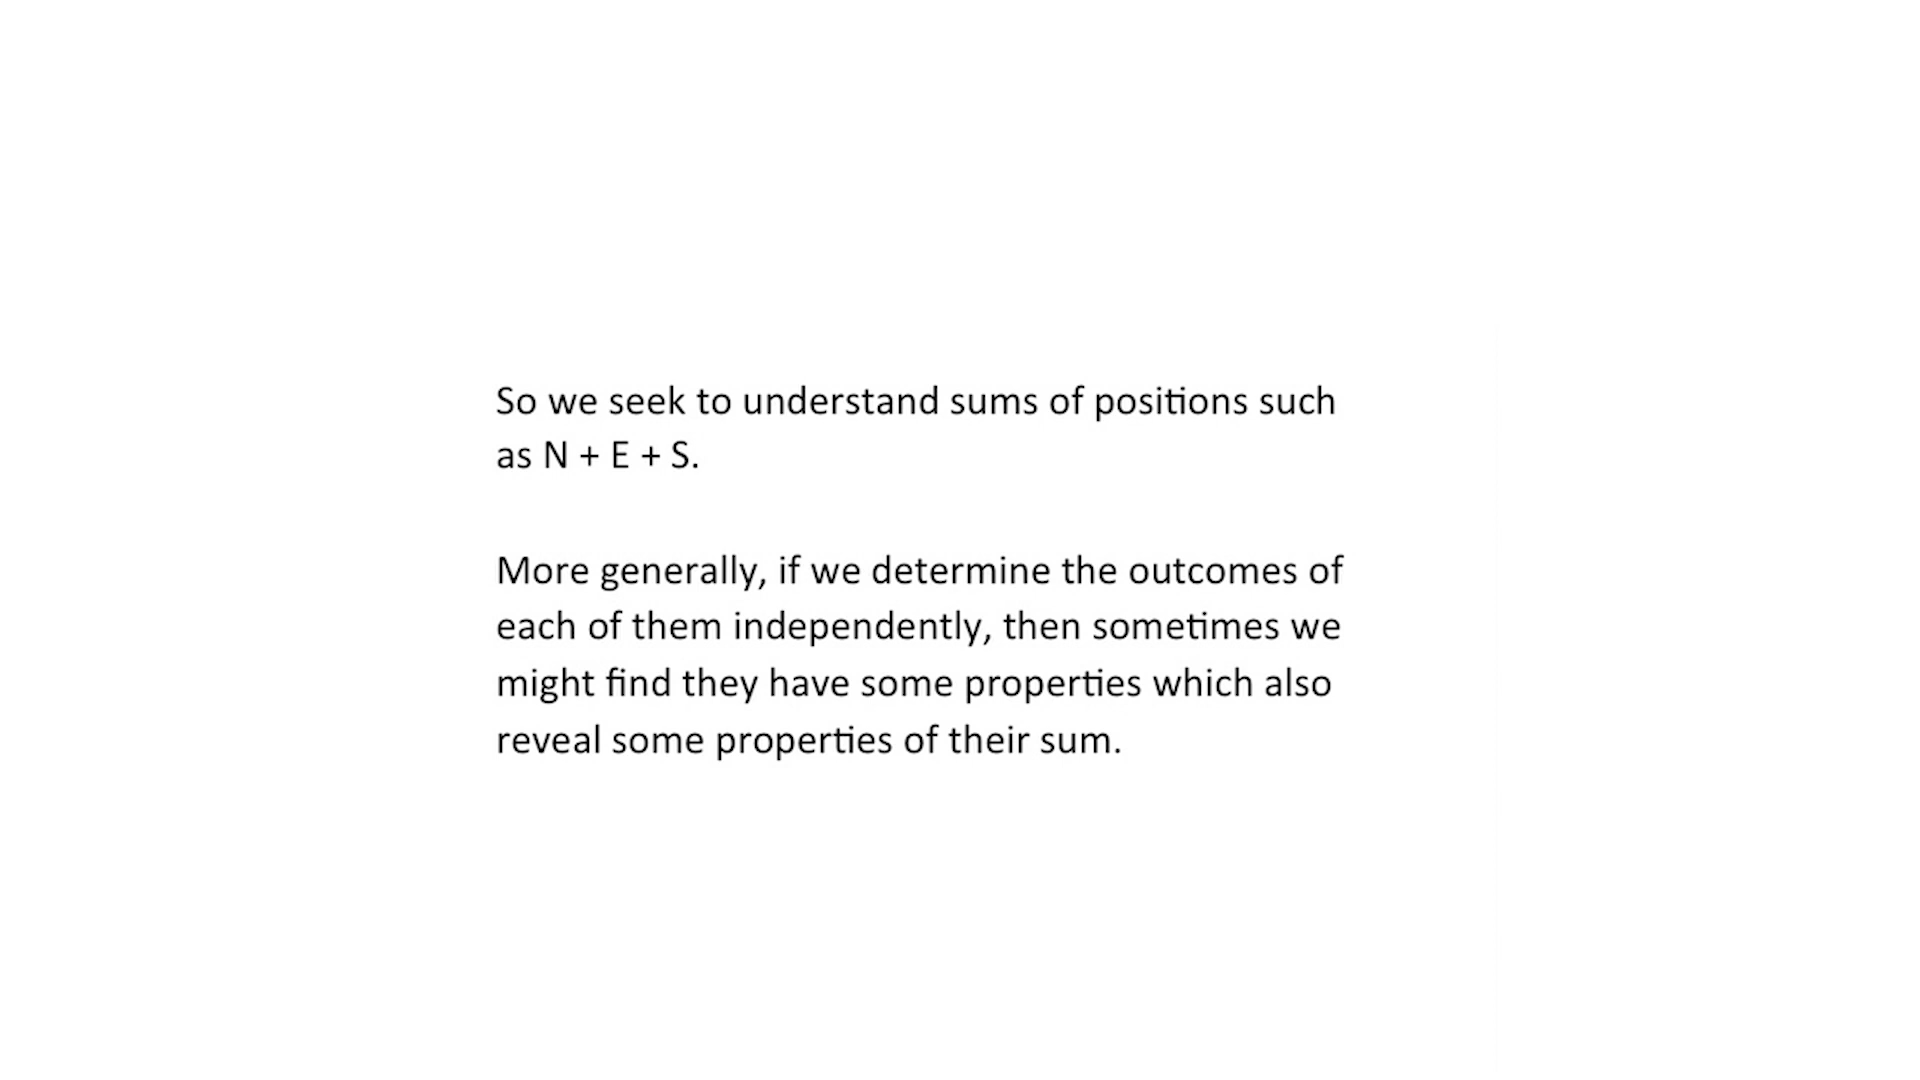 So we seek to understand sums of positions such
as N + E + S.
More generally, if we determine the outcomes of
each of them independently, then sometimes we
might find they have some properties which also
reveal some properties of their sum.